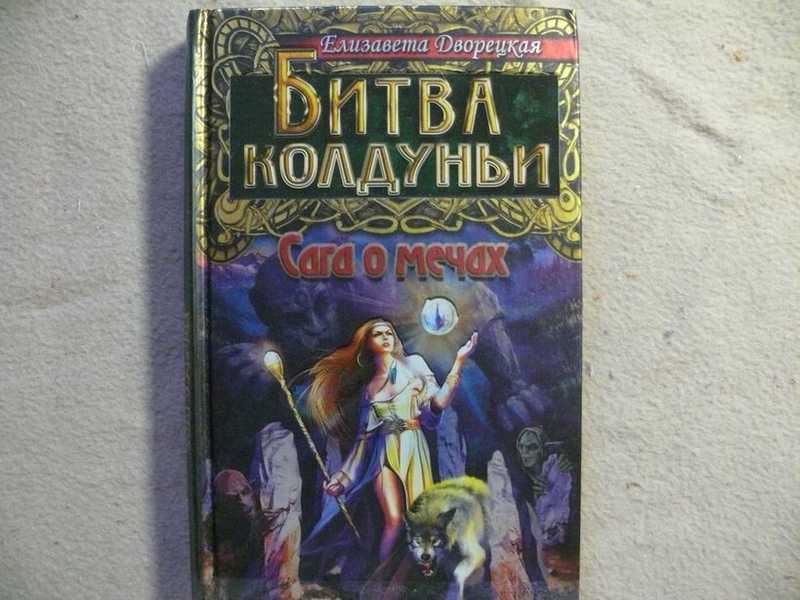 Елизавета Дворецкая
Битва
колдуньи
Сага о мечах